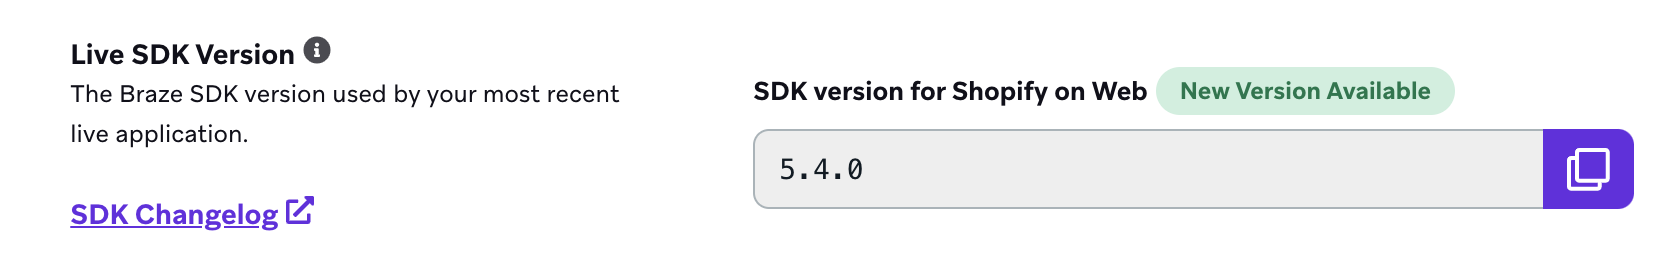 Live SDK Version
The Braze SDK version used by your most recent
live application.
SDK Changelog
SDK version for Shopify on Web
New Version Available
5.4.0